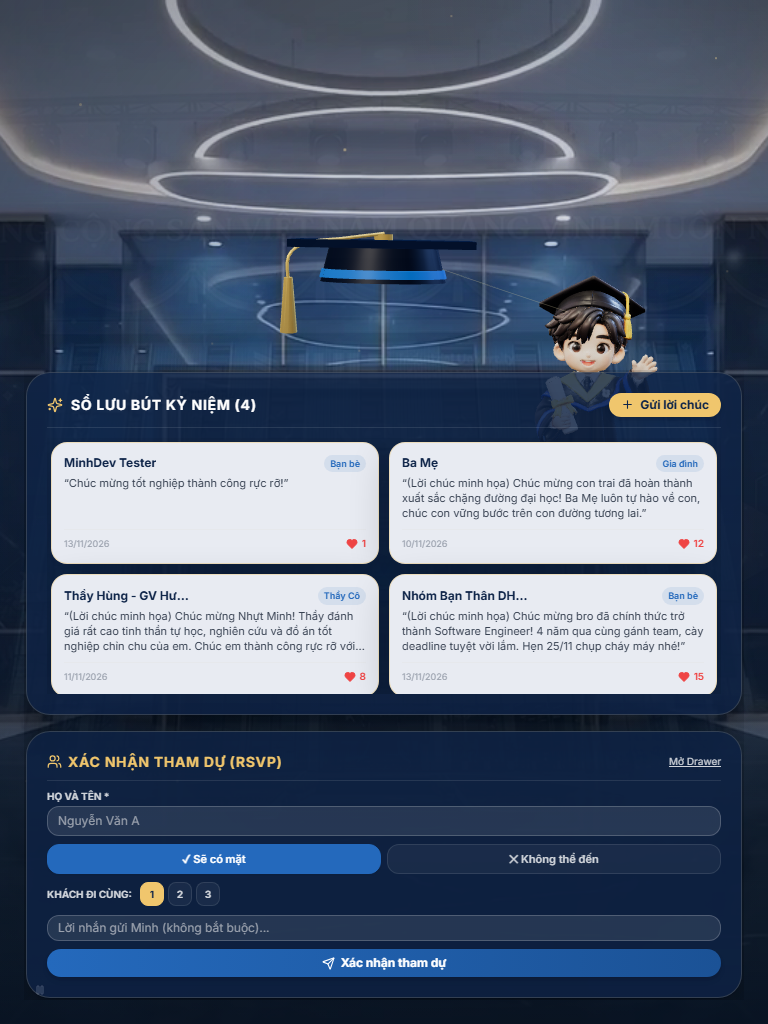 SỔ LƯU BÚT KỶ NIỆM (4)
+ Gửi lời chúc
MinhDev Tester
Bạn bè
“Chúc mừng tốt nghiệp thành công rực rỡ!”
13/11/2026
1
Ba Mẹ
Gia đình
“(Lời chúc minh họa) Chúc mừng con trai đã hoàn thành
xuất sắc chặng đường đại học! Ba Mẹ luôn tự hào về con,
chúc con vững bước trên con đường tương lai.”
10/11/2026
12
Thầy Hùng - GV Hư...
Thầy Cô
“(Lời chúc minh họa) Chúc mừng Nhựt Minh! Thầy đánh
giá rất cao tinh thần tự học, nghiên cứu và đồ án tốt
nghiệp chỉn chu của em. Chúc em thành công rực rỡ với...
11/11/2026
8
Nhóm Bạn Thân DH...
Bạn bè
“(Lời chúc minh họa) Chúc mừng bro đã chính thức trở
thành Software Engineer! 4 năm qua cùng gánh team, cày
deadline tuyệt vời lắm. Hẹn 25/11 chụp cháy máy nhé!”
13/11/2026
15
XÁC NHẬN THAM DỰ (RSVP)
Mở Drawer
HỌ VÀ TÊN *
Nguyễn Văn A
✓ Sẽ có mặt
✕ Không thể đến
KHÁCH ĐI CÙNG:
1
2
3
Lời nhắn gửi Minh (không bắt buộc)...
Xác nhận tham dự